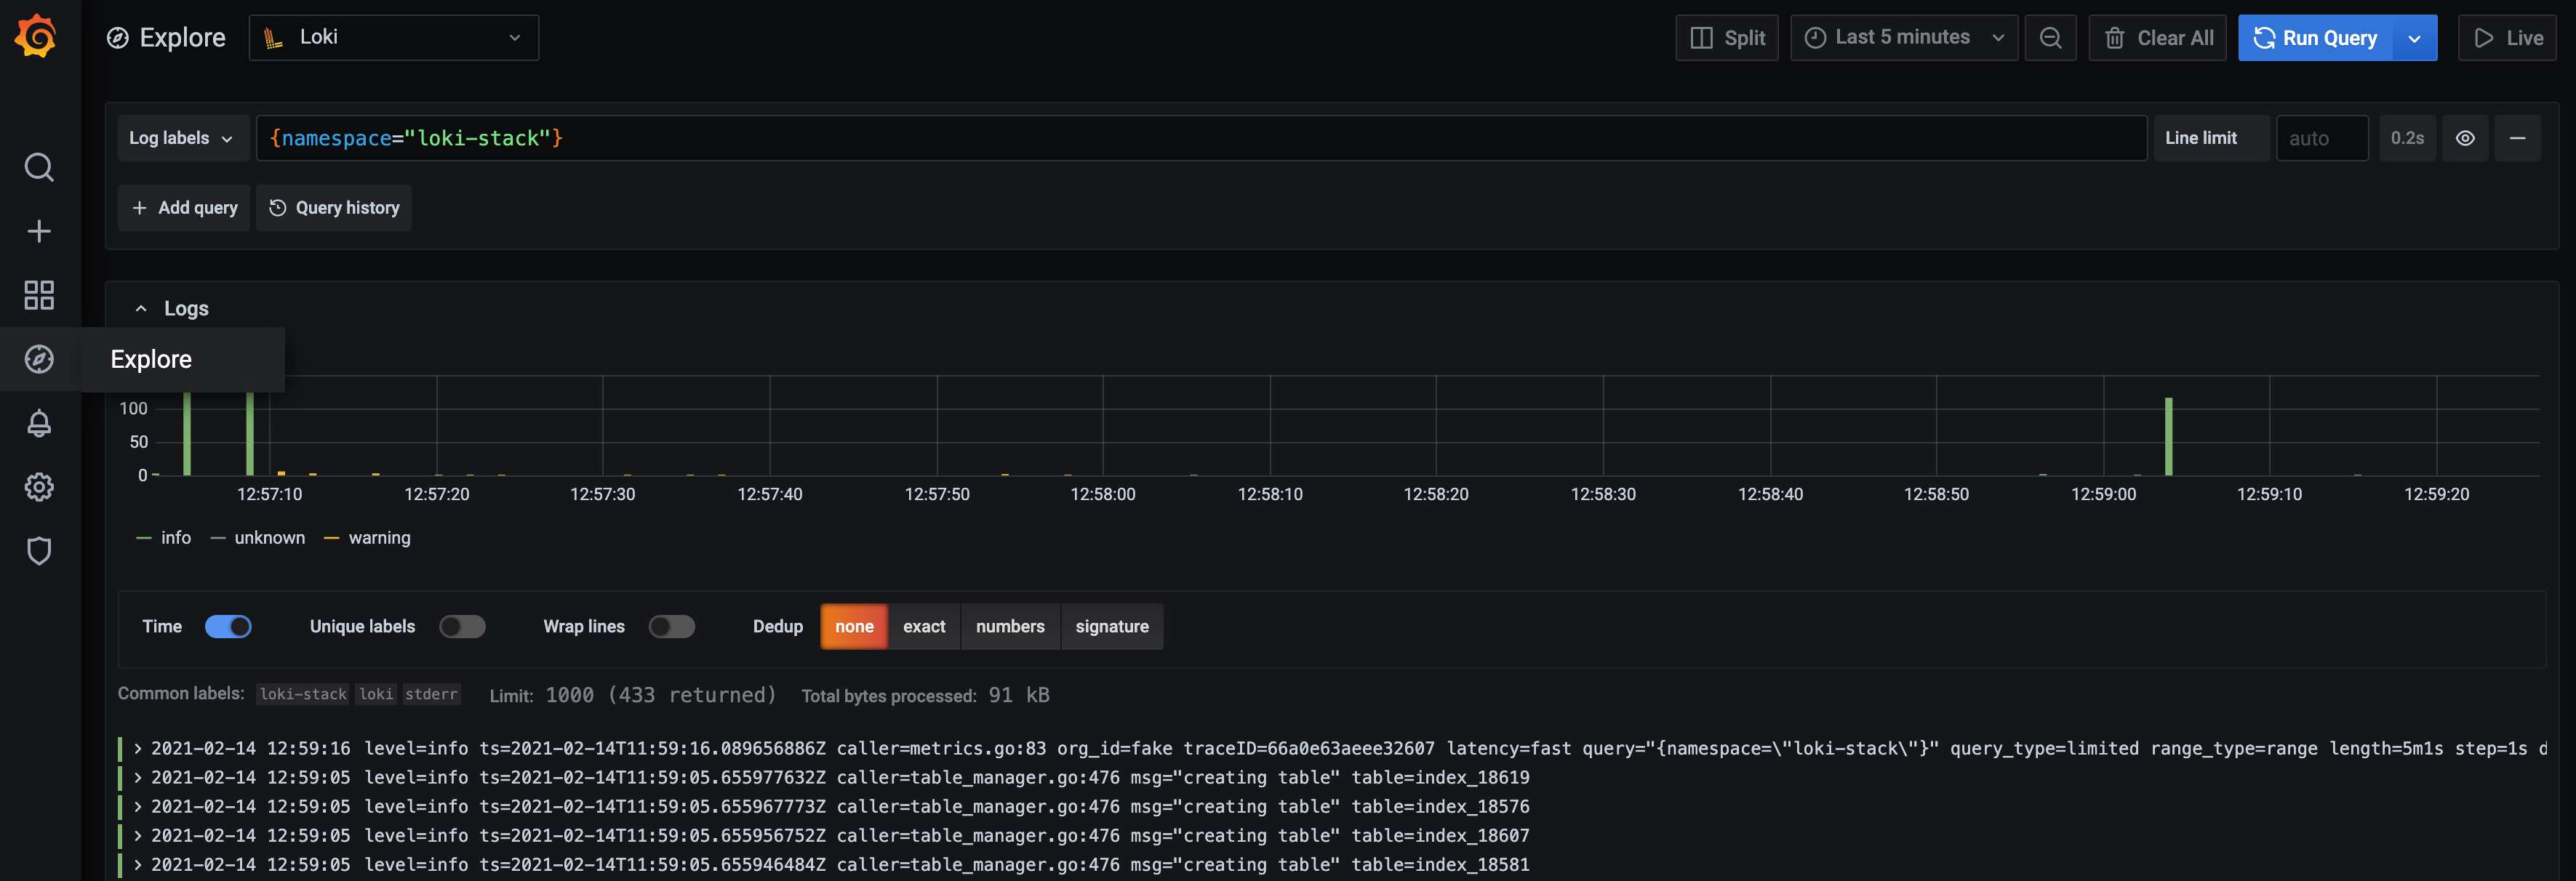 Explore Loki Split Last 5 minutes Clear All Run Query Live
Log labels {namespace="loki-stack"} Line limit auto 0.2s
Add query Query history
Logs
Explore
100
50
0
12:57:10 12:57:20 12:57:30 12:57:40 12:57:50 12:58:00 12:58:10 12:58:20 12:58:30 12:58:40 12:58:50 12:59:00 12:59:10 12:59:20
info unknown warning
Time Unique labels Wrap lines Dedup none exact numbers signature
Common labels: loki-stack loki stderr Limit: 1000 (433 returned) Total bytes processed: 91 kB
2021-02-14 12:59:16 level=info ts=2021-02-14T11:59:16.089656886Z caller=metrics.go:83 org_id=fake traceID=66a0e63aeee32607 latency=fast query="{namespace=\"loki-stack\"}" query_type=limited range_type=range length=5m1s step=1s d
2021-02-14 12:59:05 level=info ts=2021-02-14T11:59:05.655977632Z caller=table_manager.go:476 msg="creating table" table=index_18619
2021-02-14 12:59:05 level=info ts=2021-02-14T11:59:05.655967773Z caller=table_manager.go:476 msg="creating table" table=index_18576
2021-02-14 12:59:05 level=info ts=2021-02-14T11:59:05.655956752Z caller=table_manager.go:476 msg="creating table" table=index_18607
2021-02-14 12:59:05 level=info ts=2021-02-14T11:59:05.655946484Z caller=table_manager.go:476 msg="creating table" table=index_18581